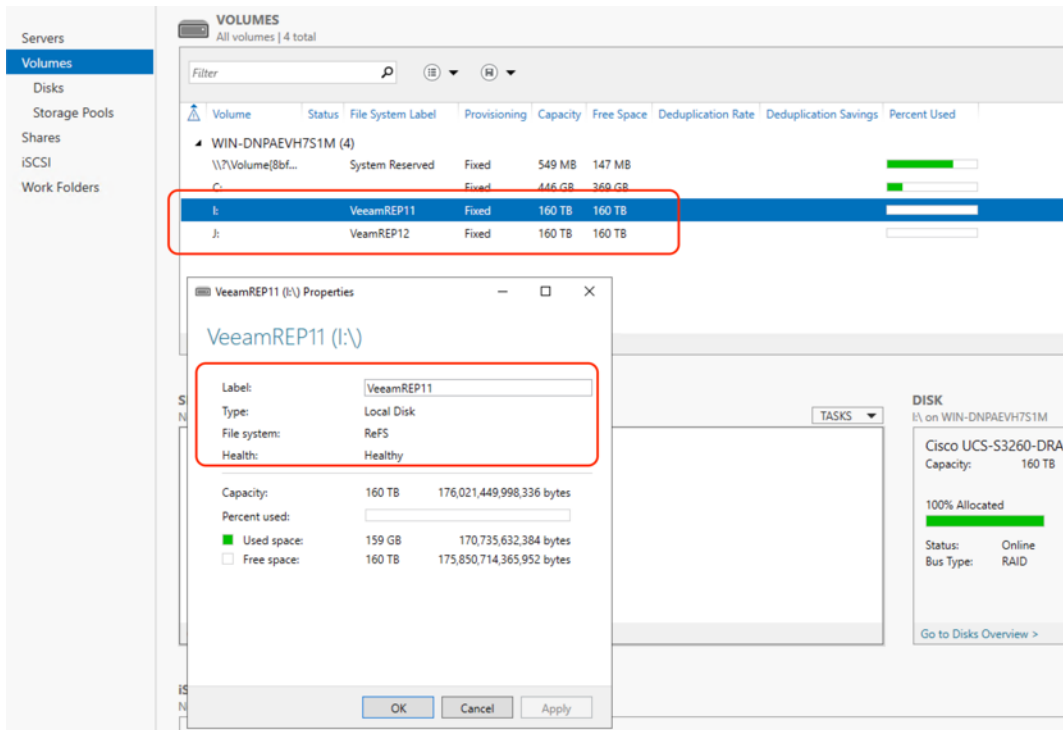 Servers
Volumes
Disks
Storage Pools
Shares
iSCSI
Work Folders
VOLUMES
All volumes | 4 total
Filter
Volume Status File System Label Provisioning Capacity Free Space Deduplication Rate Deduplication Savings Percent Used
WIN-DNPAEVH7S1M (4)
\\?\Volume{8bf... System Reserved Fixed 549 MB 147 MB
C: Fixed 446 GB 369 GB
I: VeeamREP11 Fixed 160 TB 160 TB
J: VeamREP12 Fixed 160 TB 160 TB
VeeamREP11 (I:\) Properties
VeeamREP11 (I:\)
Label: VeeamREP11
Type: Local Disk
File system: ReFS
Health: Healthy
Capacity: 160 TB 176,021,449,998,336 bytes
Percent used:
Used space: 159 GB 170,735,632,384 bytes
Free space: 160 TB 175,850,714,365,952 bytes
OK Cancel Apply
TASKS
DISK
I:\ on WIN-DNPAEVH7S1M
Cisco UCS-S3260-DRA
Capacity: 160 TB
100% Allocated
Status: Online
Bus Type: RAID
Go to Disks Overview >